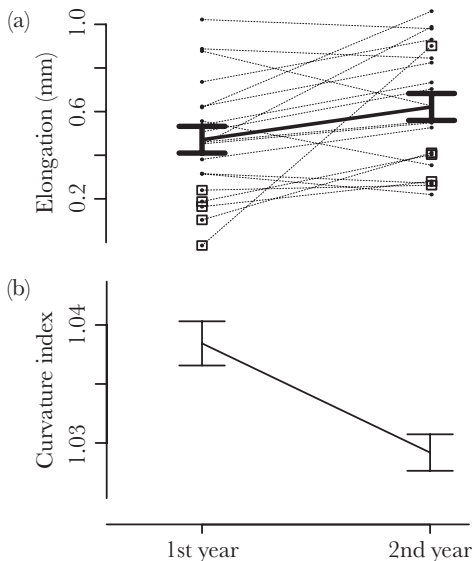 (a)
Elongation (mm)
1.0
0.6
0.2
(b)
Curvature index
1.04
1.03
1st year 2nd year